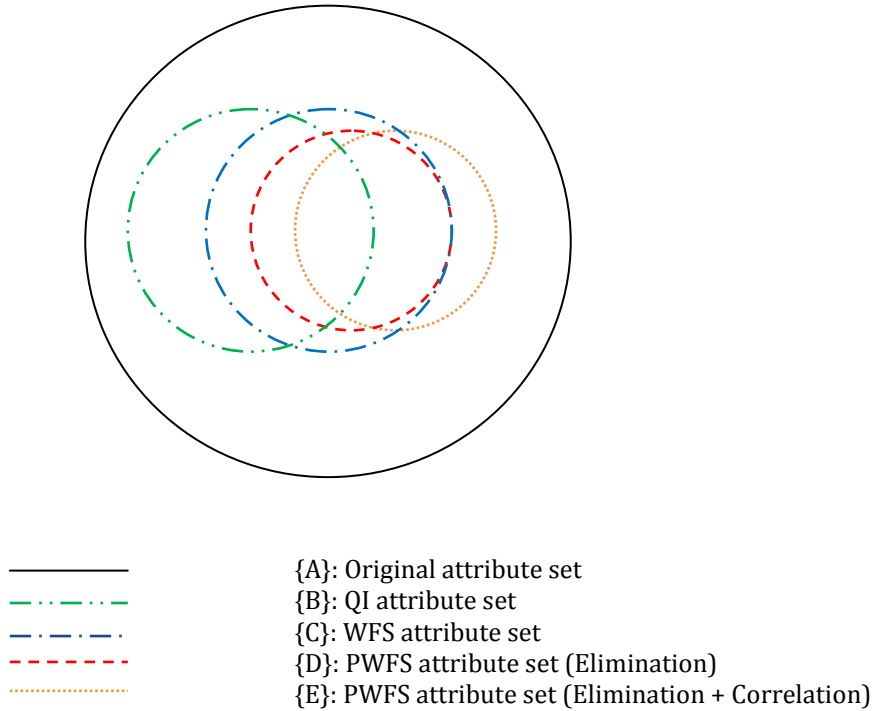 {A}: Original attribute set
{B}: QI attribute set
{C}: WFS attribute set
{D}: PWFS attribute set (Elimination)
{E}: PWFS attribute set (Elimination + Correlation)